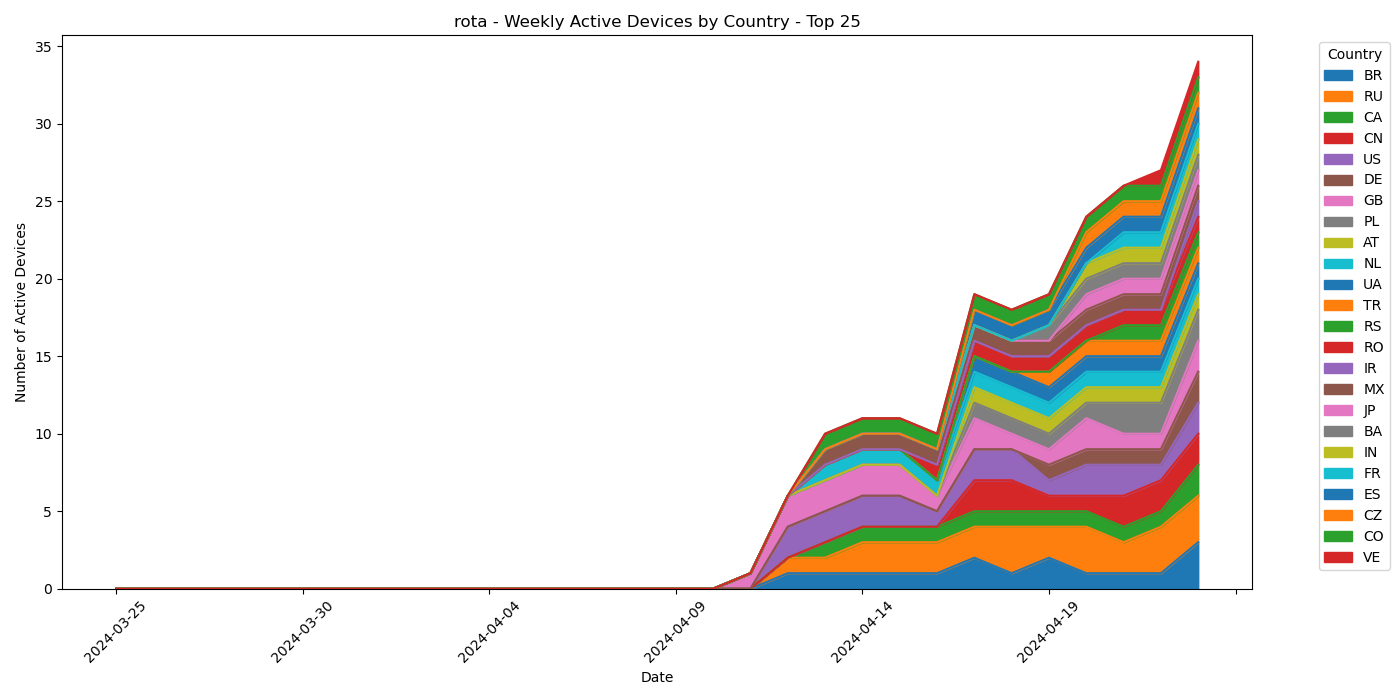 rota - Weekly Active Devices by Country - Top 25
Number of Active Devices
35
30
25
20
15
10
5
0
2024-03-25
2024-03-30
2024-04-04
2024-04-09
2024-04-14
2024-04-19
Date
Country
BR
RU
CA
CN
US
DE
GB
PL
AT
NL
UA
TR
RS
RO
IR
MX
JP
BA
IN
FR
ES
CZ
CO
VE